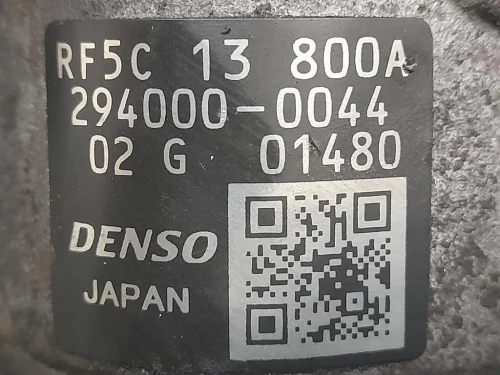 RF5C 13 800A
294000-0044
02 G 01480
DENSO
JAPAN